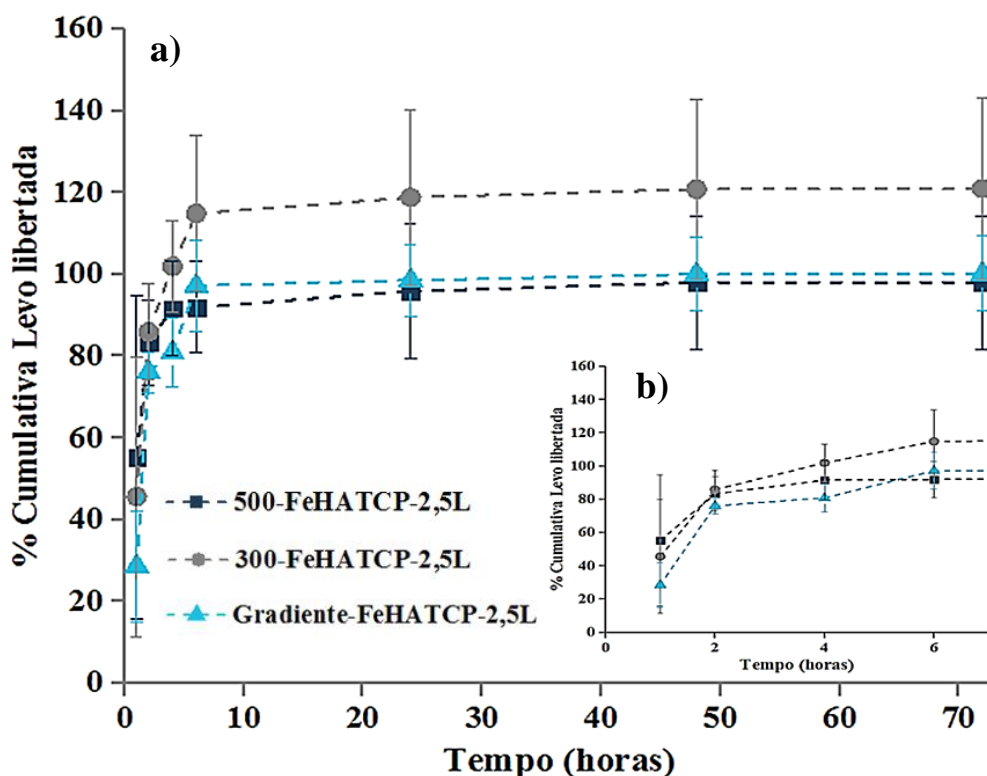 a)
% Cumulativa Levo libertada
160
140
120
100
80
60
40
20
0
500-FeHATCP-2,5L
300-FeHATCP-2,5L
Gradiente-FeHATCP-2,5L
0 10 20 30 40 50 60 70
Tempo (horas)
b)
% Cumulativa Levo libertada
160
140
120
100
80
60
40
20
0
0 2 4 6
Tempo (horas)